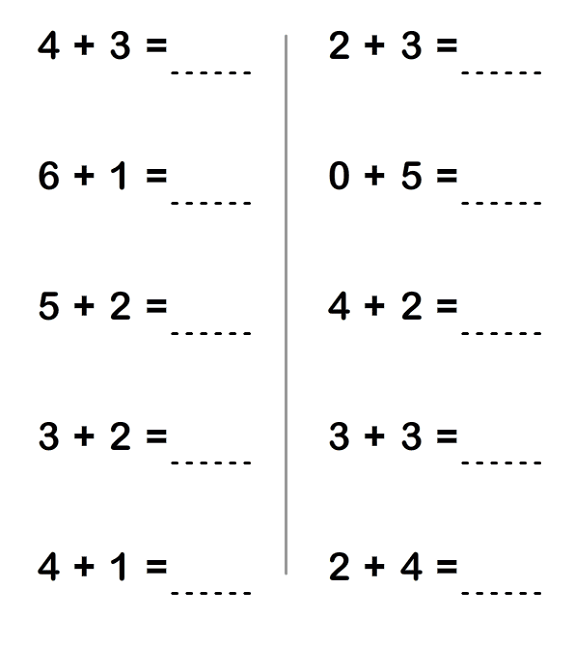 4 + 3 = ------
6 + 1 = ------
5 + 2 = ------
3 + 2 = ------
4 + 1 = ------
2 + 3 = ------
0 + 5 = ------
4 + 2 = ------
3 + 3 = ------
2 + 4 = ------